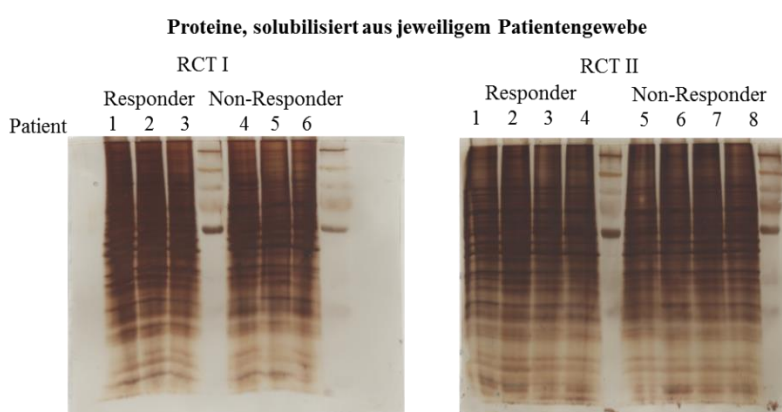 Proteine, solubilisiert aus jeweiligem Patientengewebe
RCT I
Responder Non-Responder
Patient 1 2 3 4 5 6
RCT II
Responder Non-Responder
1 2 3 4 5 6 7 8